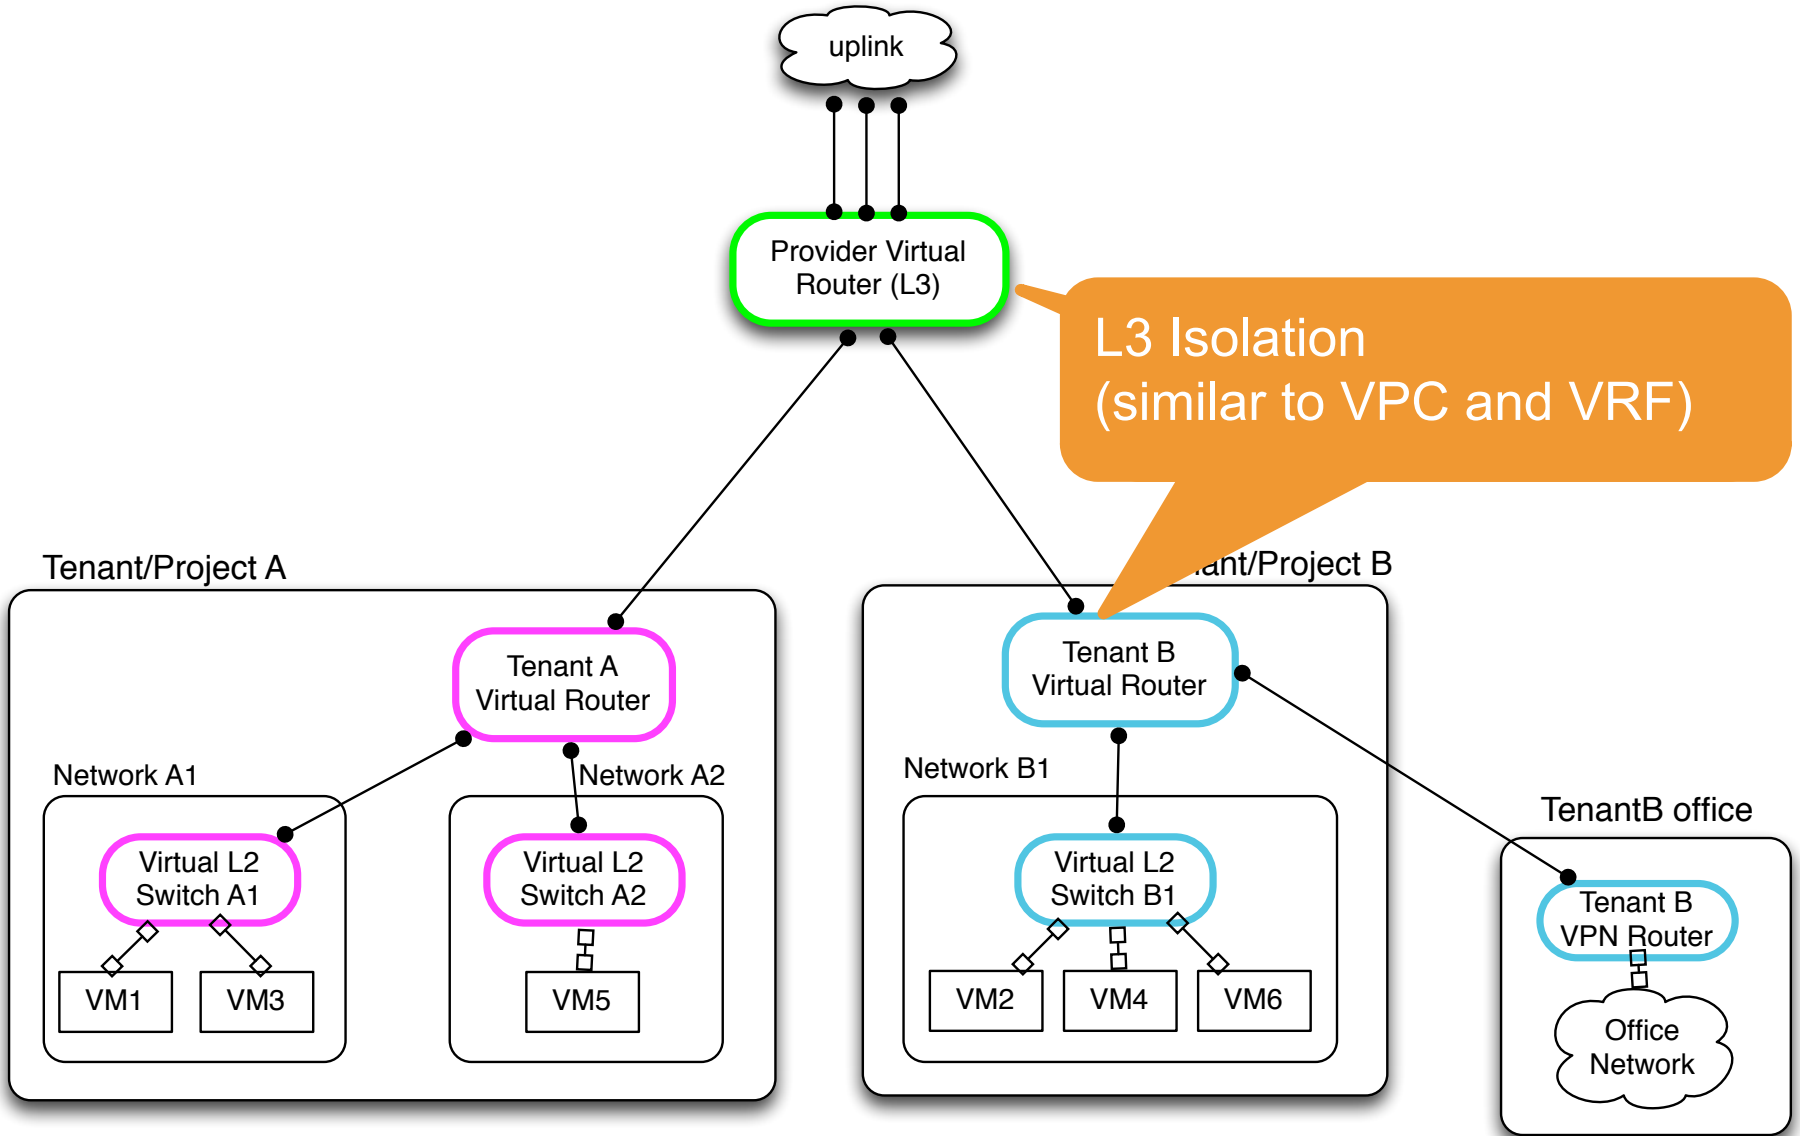 uplink
Provider Virtual
Router (L3)
L3 Isolation
(similar to VPC and VRF)
Tenant/Project A
ant/Project B
Tenant A
Virtual Router
Tenant B
Virtual Router
Network A1
Network A2
Network B1
TenantB office
Virtual L2
Switch A1
Virtual L2
Switch A2
Virtual L2
Switch B1
Tenant B
VPN Router
VM1
VM3
VM5
VM2
VM4
VM6
Office
Network